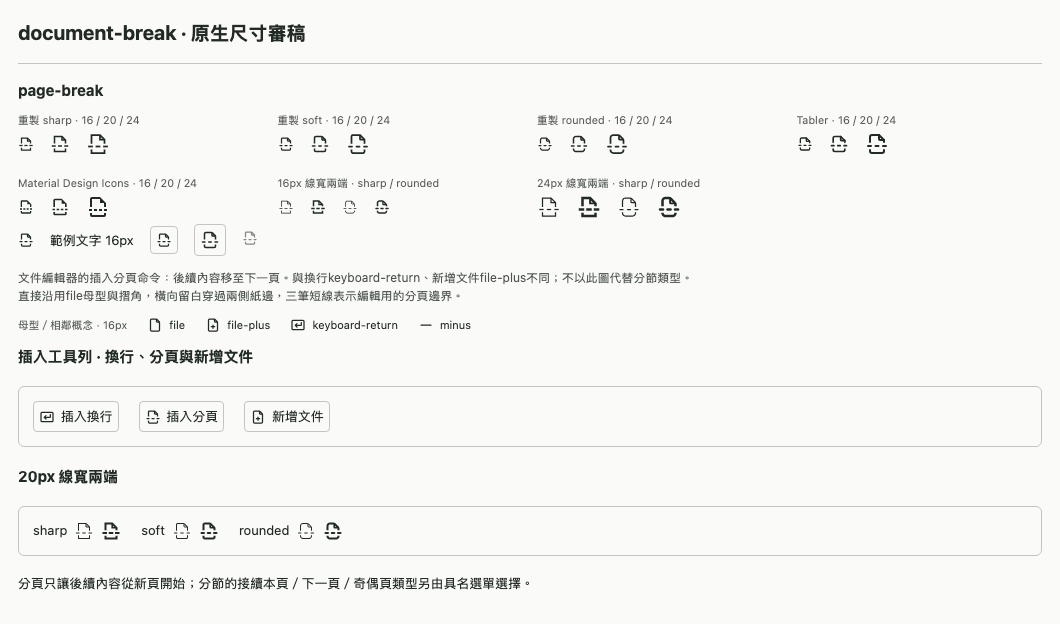 document-break · 原生尺寸審稿
page-break
重製 sharp · 16 / 20 / 24
重製 soft · 16 / 20 / 24
重製 rounded · 16 / 20 / 24
Tabler · 16 / 20 / 24
Material Design Icons · 16 / 20 / 24
16px 線寬兩端 · sharp / rounded
24px 線寬兩端 · sharp / rounded
範例文字 16px
文件編輯器的插入分頁命令：後續內容移至下一頁。與換行keyboard-return、新增文件file-plus不同；不以此圖代替分節類型。
直接沿用file母型與摺角，橫向留白穿過兩側紙邊，三筆短線表示編輯用的分頁邊界。
母型 / 相鄰概念 · 16px file file-plus keyboard-return minus
插入工具列 · 換行、分頁與新增文件
插入換行 插入分頁 新增文件
20px 線寬兩端
sharp soft rounded
分頁只讓後續內容從新頁開始；分節的接續本頁 / 下一頁 / 奇偶頁類型另由具名選單選擇。